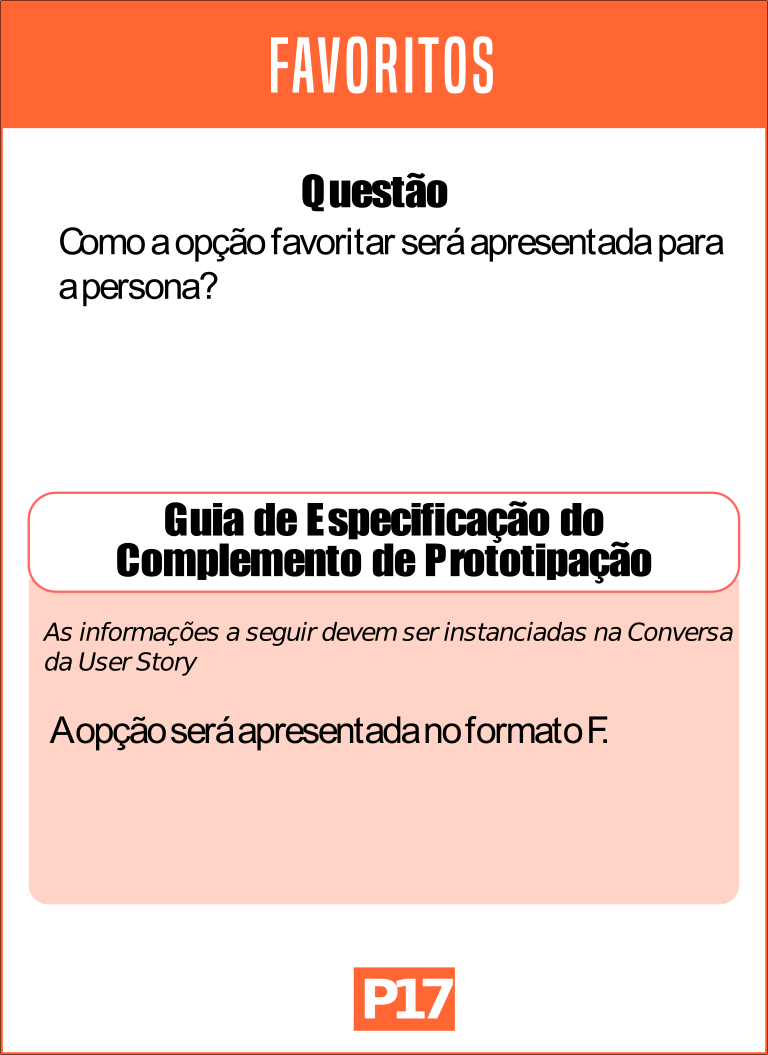 FAVORITOS
Questão
Como a opção favoritar será apresentada para
a persona?
Guia de Especificação do
Complemento de Prototipação
As informações a seguir devem ser instanciadas na Conversa
da User Story
A opção será apresentada no formato F.
P17